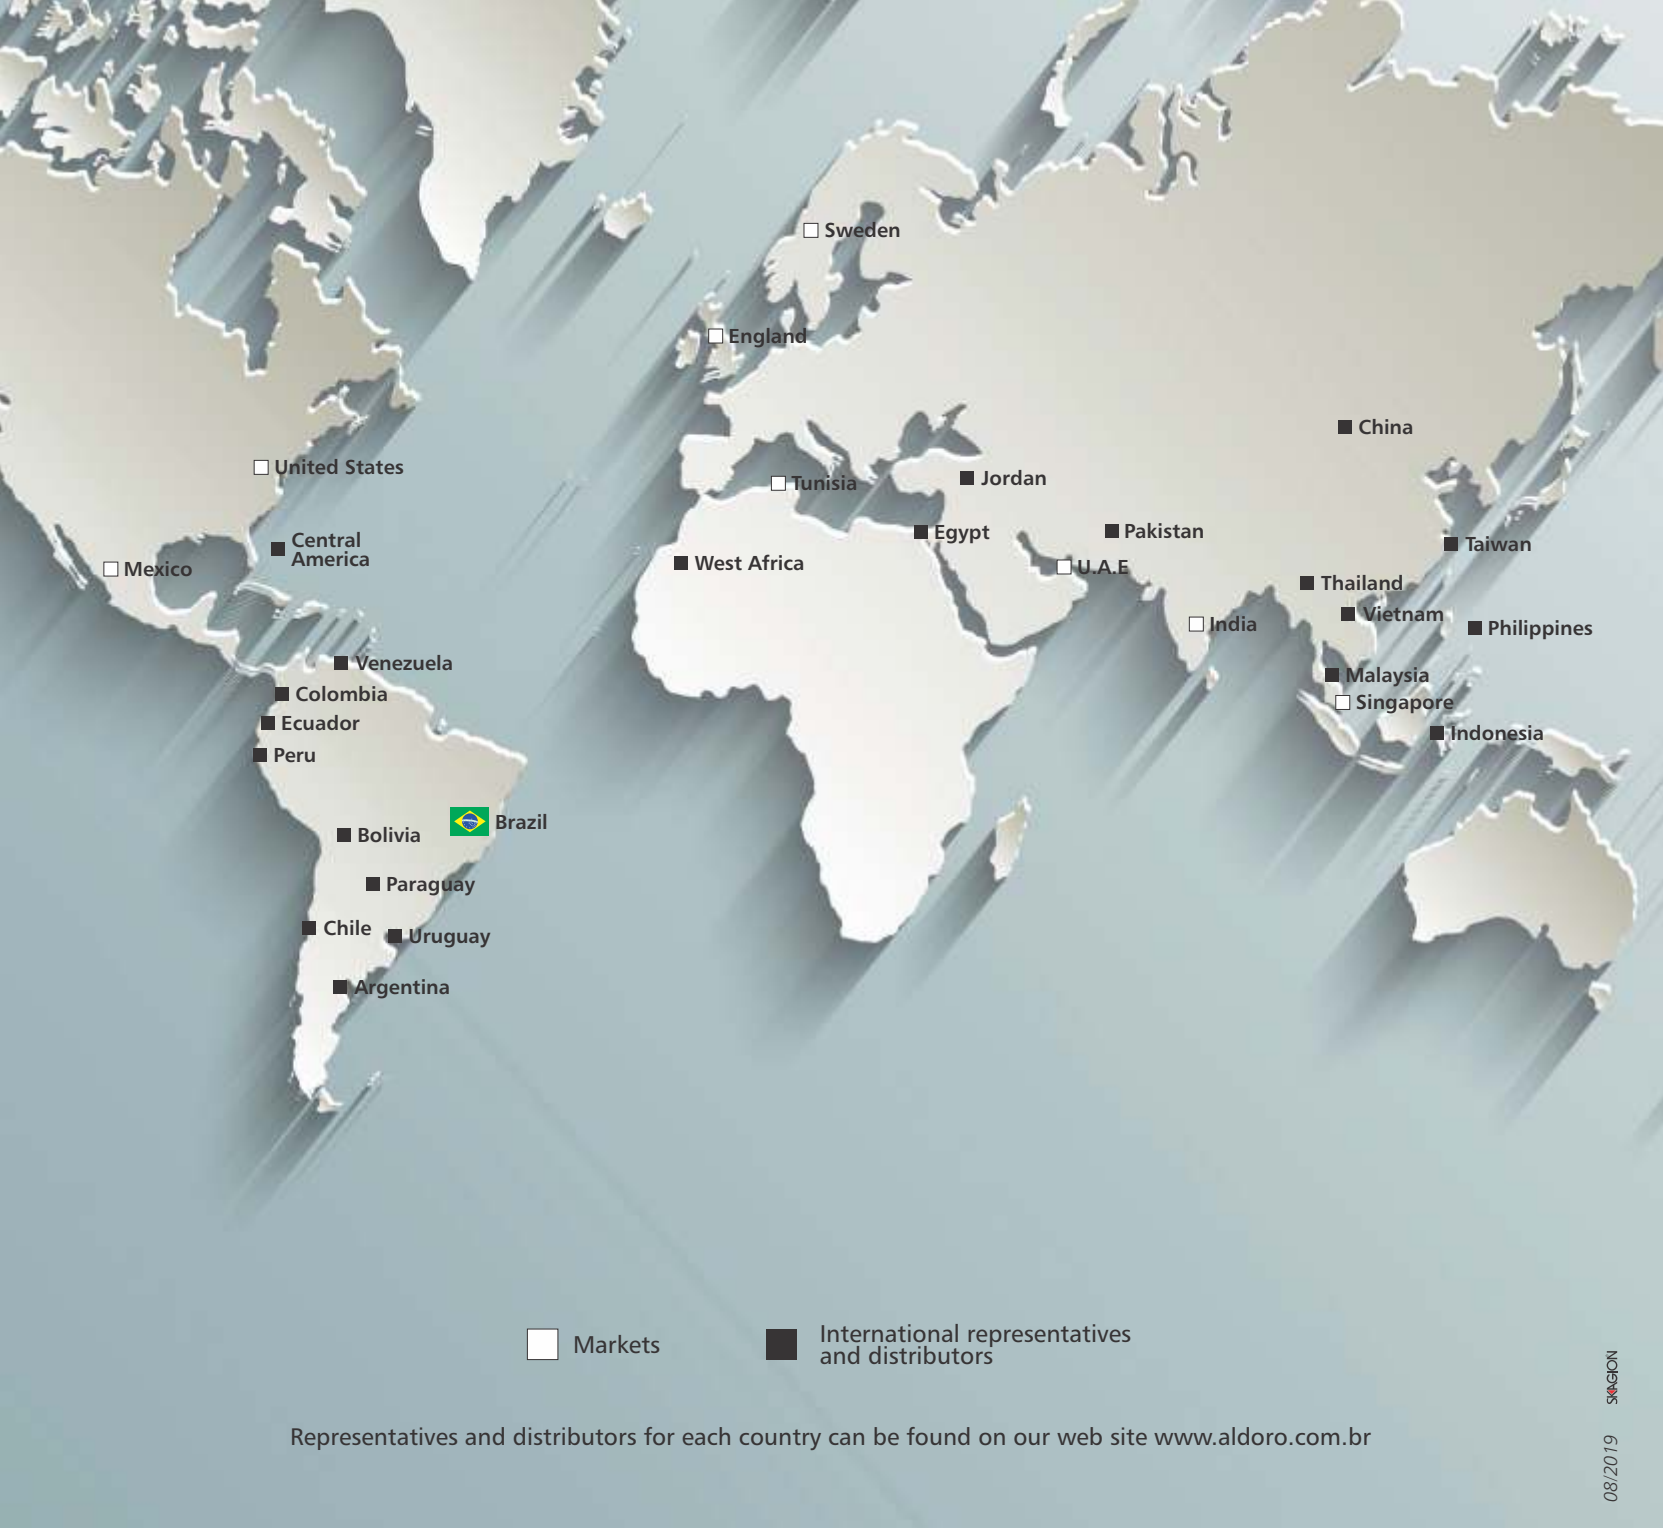 Sweden
England
China
United States
Jordan
Tunisia
Pakistan
Egypt
Central
America
Taiwan
West Africa
U.A.E
Mexico
Thailand
Vietnam
India
Philippines
Venezuela
Malaysia
Colombia
Singapore
Ecuador
Indonesia
Peru
Brazil
Bolivia
Paraguay
Chile
Uruguay
Argentina
Markets
International representatives
and distributors
Representatives and distributors for each country can be found on our web site www.aldoro.com.br
08/2019
SKAGION